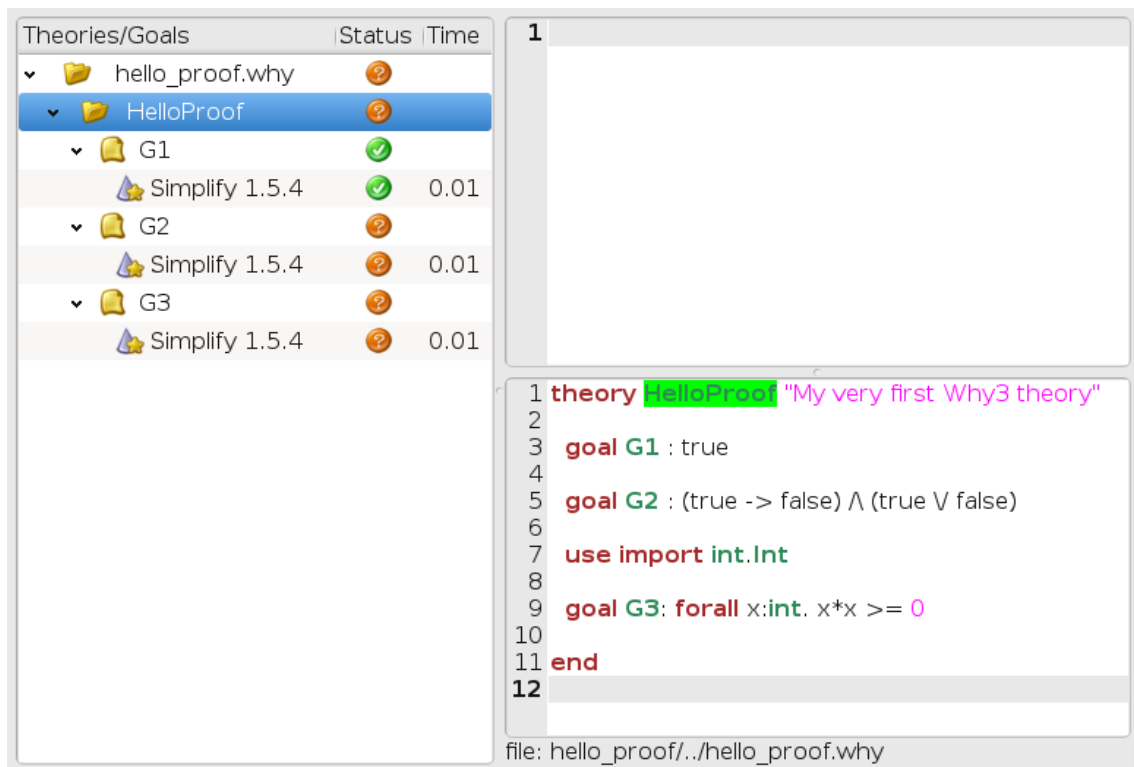 Theories/Goals Status Time
hello_proof.why
HelloProof
G1
Simplify 1.5.4 0.01
G2
Simplify 1.5.4 0.01
G3
Simplify 1.5.4 0.01
1
1 theory HelloProof "My very first Why3 theory"
2
3 goal G1 : true
4
5 goal G2 : (true -> false) /\ (true \/ false)
6
7 use import int.Int
8
9 goal G3: forall x:int. x*x >= 0
10
11 end
12
file: hello_proof/../hello_proof.why